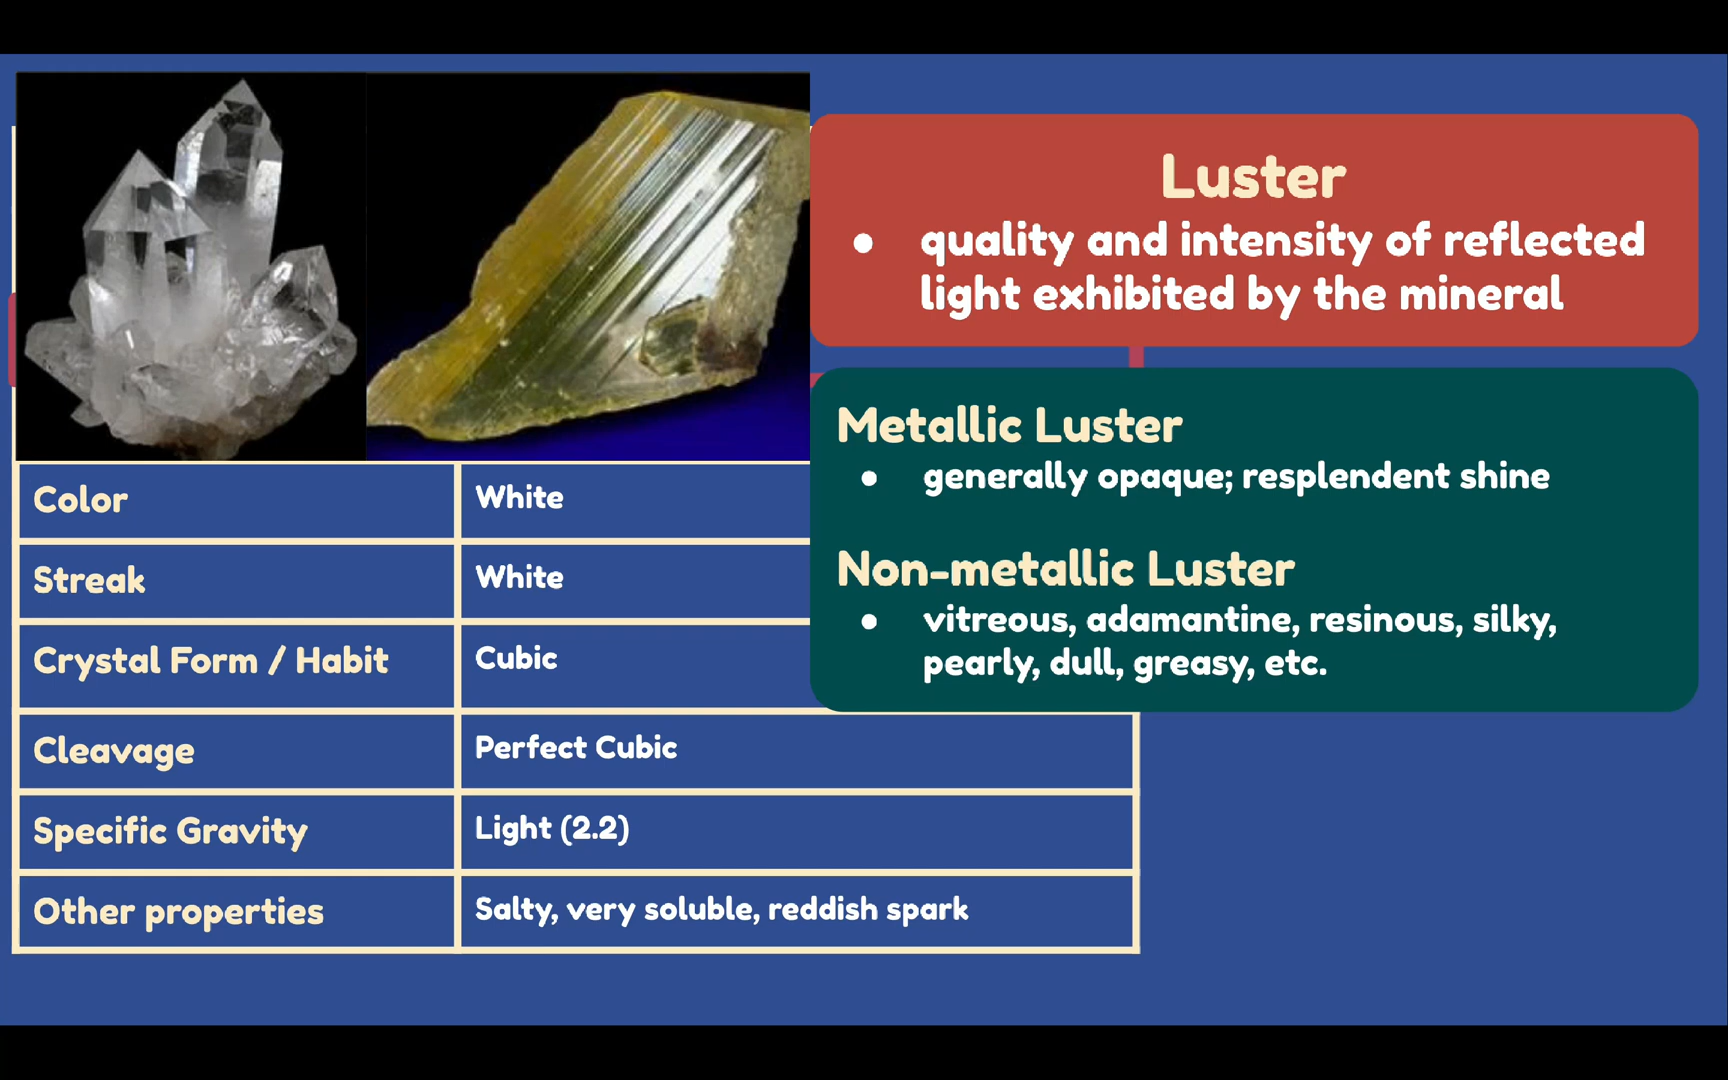 Luster
● quality and intensity of reflected
light exhibited by the mineral
Metallic Luster
● generally opaque; resplendent shine
Non-metallic Luster
● vitreous, adamantine, resinous, silky,
pearly, dull, greasy, etc.
Color White
Streak White
Crystal Form / Habit Cubic
Cleavage Perfect Cubic
Specific Gravity Light (2.2)
Other properties Salty, very soluble, reddish spark